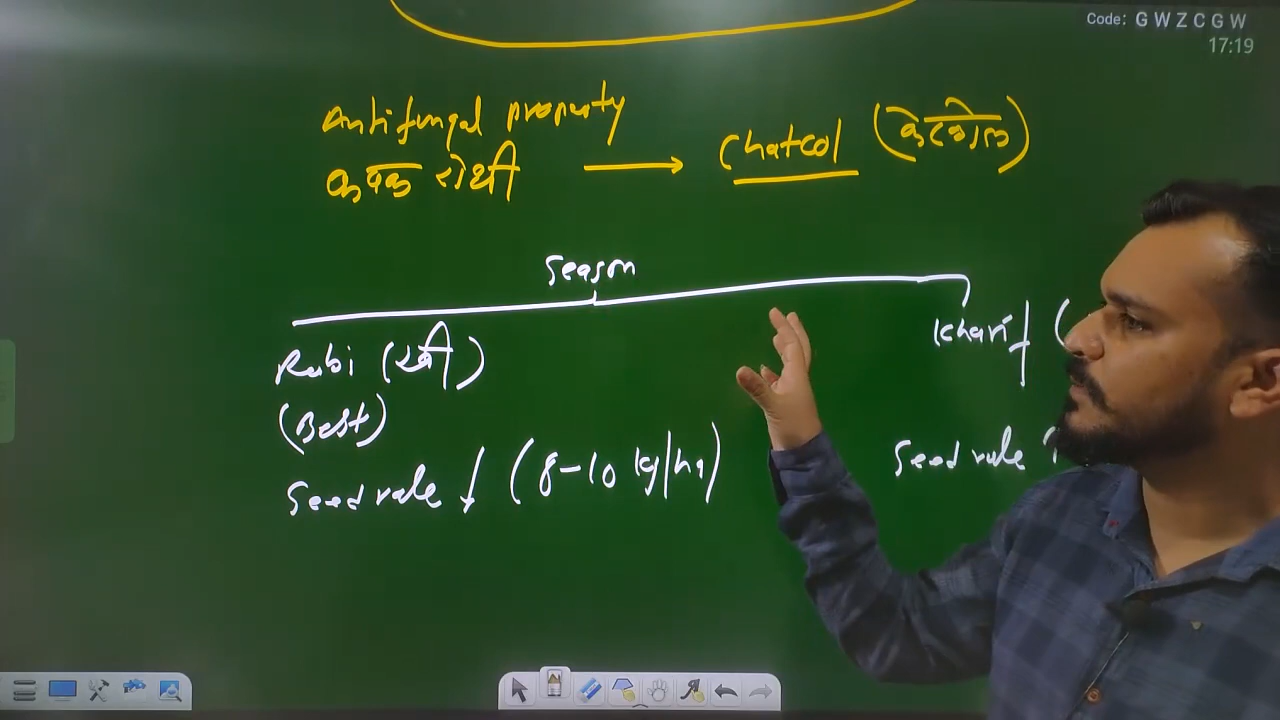 Code: G W Z C G W
17:19
Antifungal property
कवक रोधी → Chatcol (केटेकोल)
Season
Rabi (रबी)
Kharif (
(Best)
Seed rate ↓ (8-10 kg/ha)
Seed rate